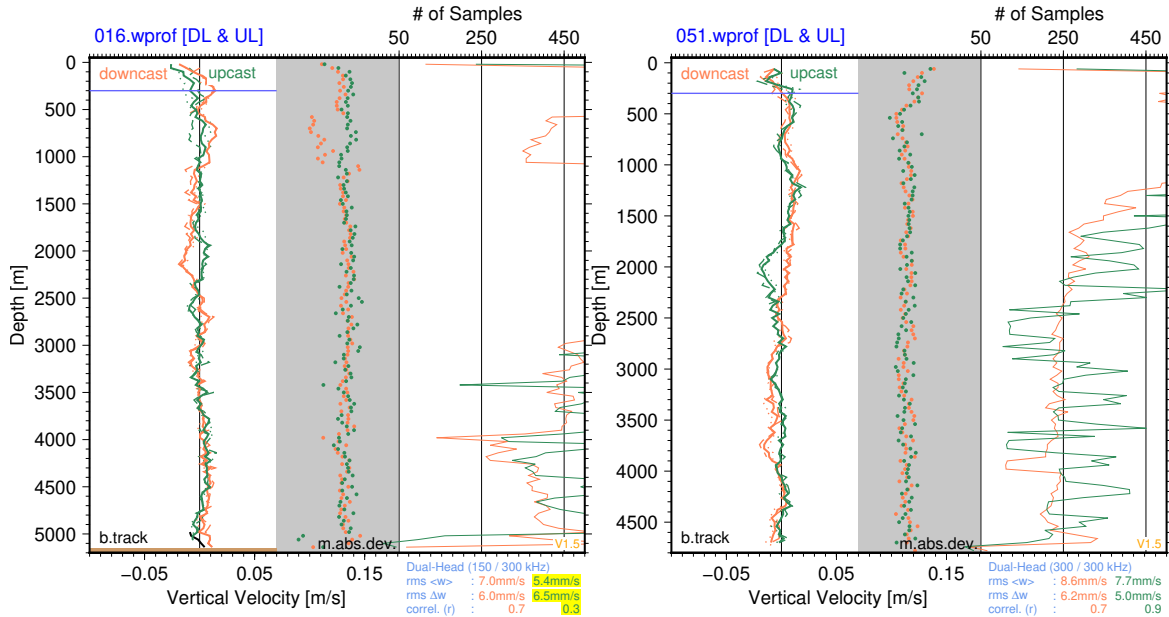 # of Samples
016.wprof [DL & UL]
50 250 450
downcast upcast
0
500
1000
1500
2000
2500
3000
3500
4000
4500
5000
Depth [m]
b.track
m.abs.dev.
V1.5
−0.05 0.05 0.15
Vertical Velocity [m/s]
Dual-Head (150 / 300 kHz)
rms <w> : 7.0mm/s 5.4mm/s
rms Δw : 6.0mm/s 6.5mm/s
correl. (r) : 0.7 0.3
# of Samples
051.wprof [DL & UL]
50 250 450
downcast upcast
0
500
1000
1500
2000
2500
3000
3500
4000
4500
Depth [m]
b.track
m.abs.dev.
V1.5
−0.05 0.05 0.15
Vertical Velocity [m/s]
Dual-Head (300 / 300 kHz)
rms <w> : 8.6mm/s 7.7mm/s
rms Δw : 6.2mm/s 5.0mm/s
correl. (r) : 0.7 0.9